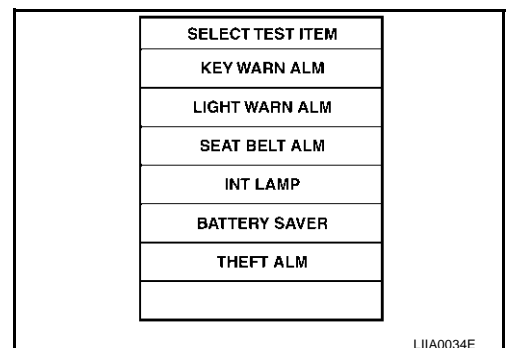 SELECT TEST ITEM
KEY WARN ALM
LIGHT WARN ALM
SEAT BELT ALM
INT LAMP
BATTERY SAVER
THEFT ALM
LIIA0034E